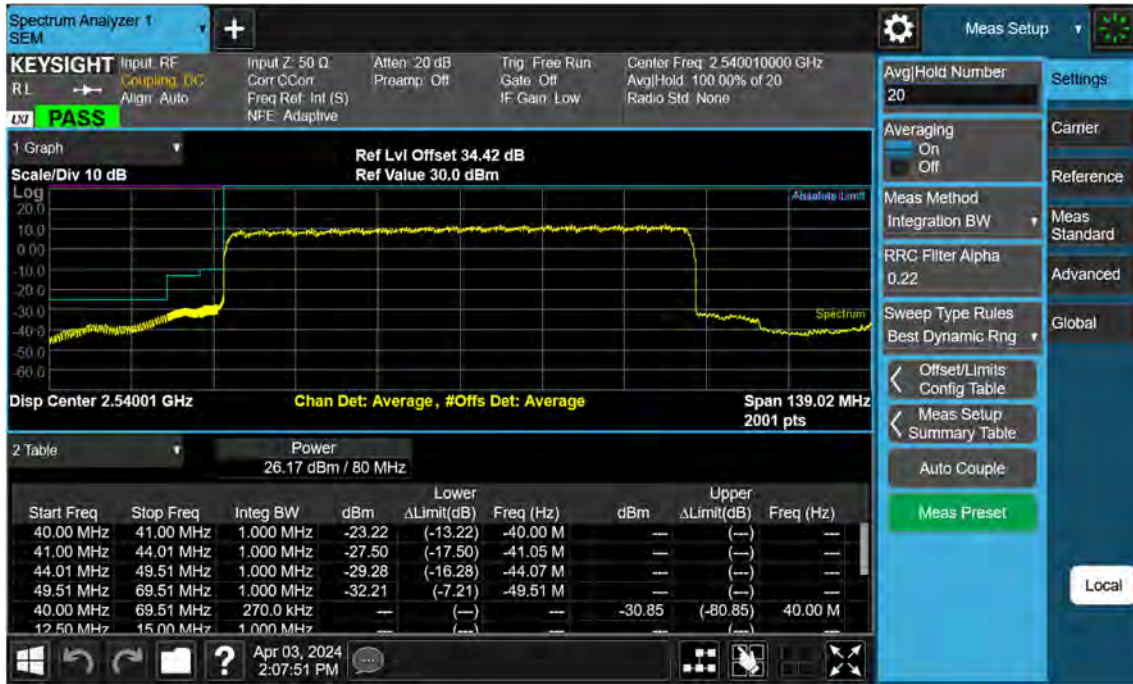 Spectrum Analyzer 1
SEM
+
Meas Setup
KEYSIGHT
RL
LXI PASS
Input: RF
Coupling: DC
Align: Auto
Input Z: 50 Ω
Corr CCorr
Freq Ref: Int (S)
NFE: Adaptive
Atten: 20 dB
Preamp: Off
Trig: Free Run
Gate: Off
IF Gain: Low
Center Freq: 2.540010000 GHz
Avg|Hold: 100.00% of 20
Radio Std: None
1 Graph
Scale/Div 10 dB
Ref Lvl Offset 34.42 dB
Ref Value 30.0 dBm
Log
20.0
10.0
0.00
-10.0
-20.0
-30.0
-40.0
-60.0
Absolute Limit
Spectrum
Disp Center 2.54001 GHz
Chan Det: Average, #Offs Det: Average
Span 139.02 MHz
2001 pts
2 Table
Power
26.17 dBm / 80 MHz
Lower Upper
Start Freq Stop Freq Integ BW dBm ΔLimit(dB) Freq (Hz) dBm ΔLimit(dB) Freq (Hz)
40.00 MHz 41.00 MHz 1.000 MHz -23.22 (-13.22) -40.00 M --- (---) ---
41.00 MHz 44.01 MHz 1.000 MHz -27.50 (-17.50) -41.05 M --- (---) ---
44.01 MHz 49.51 MHz 1.000 MHz -29.28 (-16.28) -44.07 M --- (---) ---
49.51 MHz 69.51 MHz 1.000 MHz -32.21 (-7.21) -49.51 M --- (---) ---
40.00 MHz 69.51 MHz 270.0 kHz --- (---) --- -30.85 (-80.85) 40.00 M
12.50 MHz 15.00 MHz 1.000 MHz --- (---) --- --- (---) ---
?
Apr 03, 2024
2:07:51 PM
Avg|Hold Number
20
Averaging
On
Off
Meas Method
Integration BW
RRC Filter Alpha
0.22
Sweep Type Rules
Best Dynamic Rng
Offset/Limits
Config Table
Meas Setup
Summary Table
Auto Couple
Meas Preset
Settings
Carrier
Reference
Meas
Standard
Advanced
Global
Local